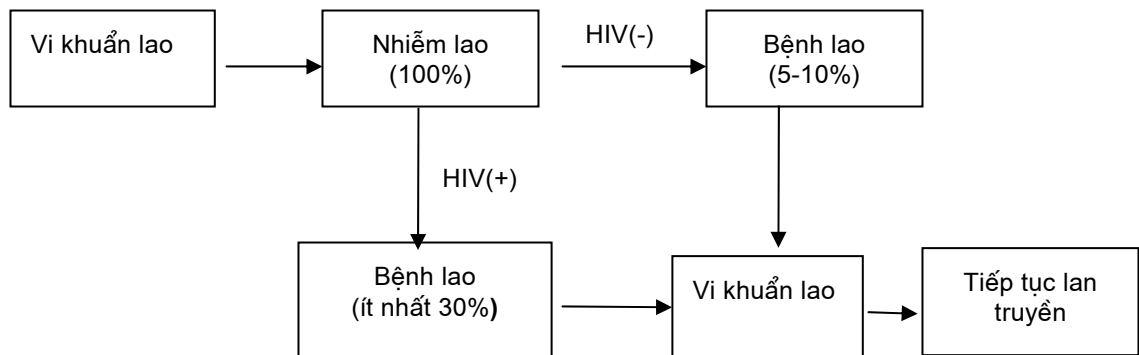 Vi khuẩn lao
Nhiễm lao
(100%)
HIV(-)
Bệnh lao
(5-10%)
HIV(+)
Bệnh lao
(ít nhất 30%)
Vi khuẩn lao
Tiếp tục lan
truyền